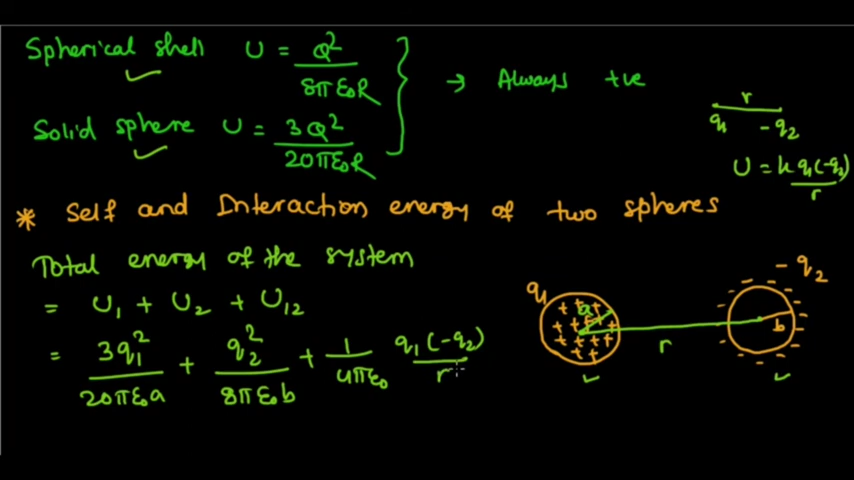 Spherical shell U = Q² / 8πε₀R
→ Always +ve
Solid sphere U = 3Q² / 20πε₀R
r
q₁ -q₂
U = k q₁(-q₂) / r
* Self and Interaction energy of two spheres
Total energy of the system
= U₁ + U₂ + U₁₂
= 3q₁² / 20πε₀a + q₂² / 8πε₀b + 1 / 4πε₀ q₁(-q₂) / r
q₁ a r b - q₂